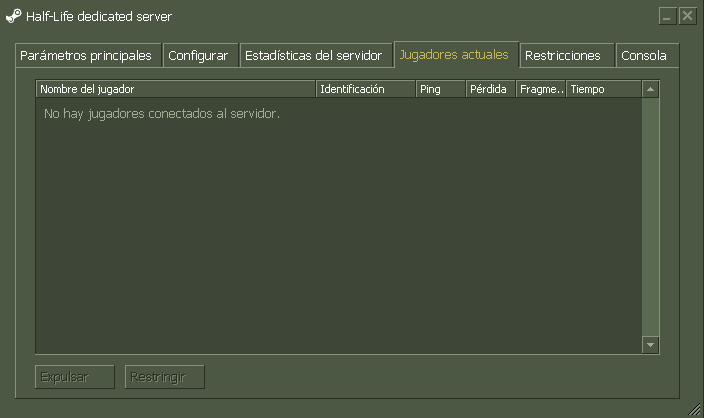 Half-Life dedicated server
Parámetros principales Configurar Estadísticas del servidor Jugadores actuales Restricciones Consola
Nombre del jugador Identificación Ping Pérdida Fragme... Tiempo
No hay jugadores conectados al servidor.
Expulsar Restringir